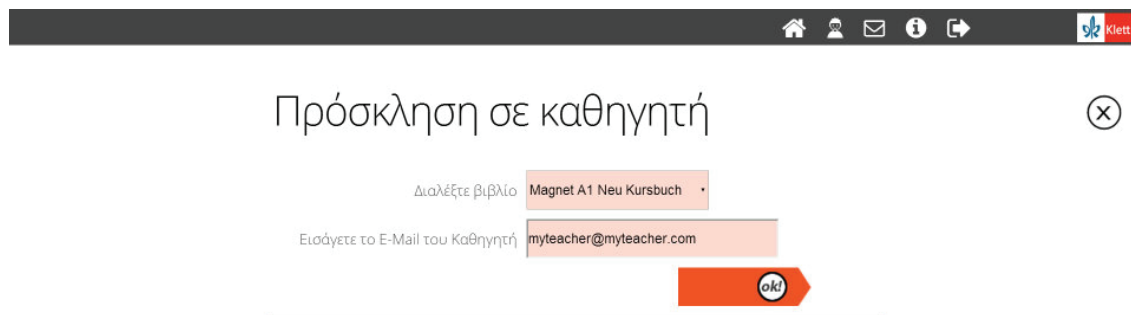 Klett
Πρόσκληση σε καθηγητή
Διαλέξτε βιβλίο Magnet A1 Neu Kursbuch
Εισάγετε το E-Mail του Καθηγητή myteacher@myteacher.com
ok!